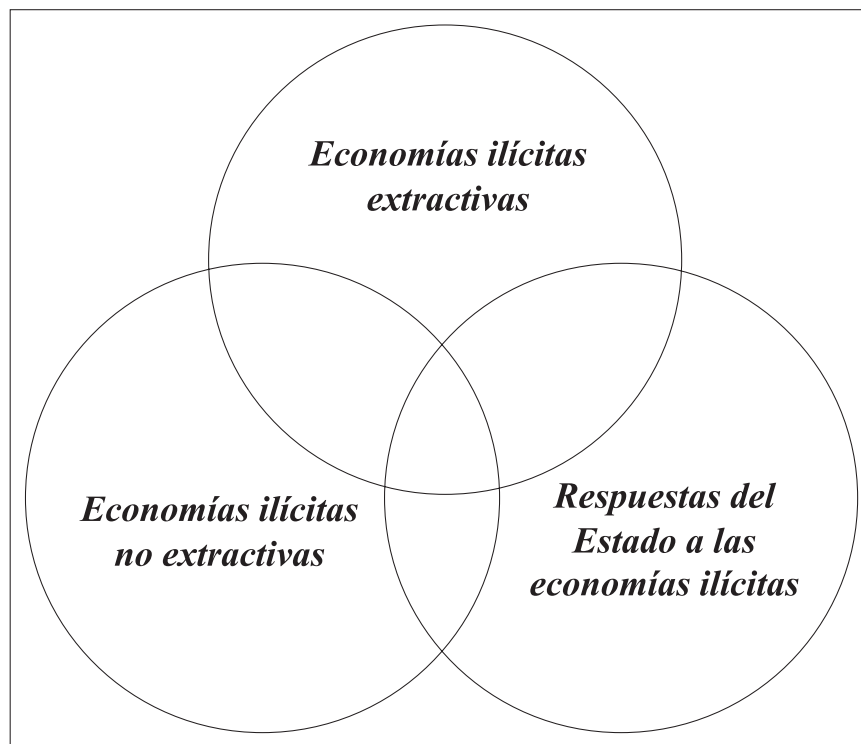 Economías ilícitas
extractivas
Economías ilícitas
no extractivas
Respuestas del
Estado a las
economías ilícitas